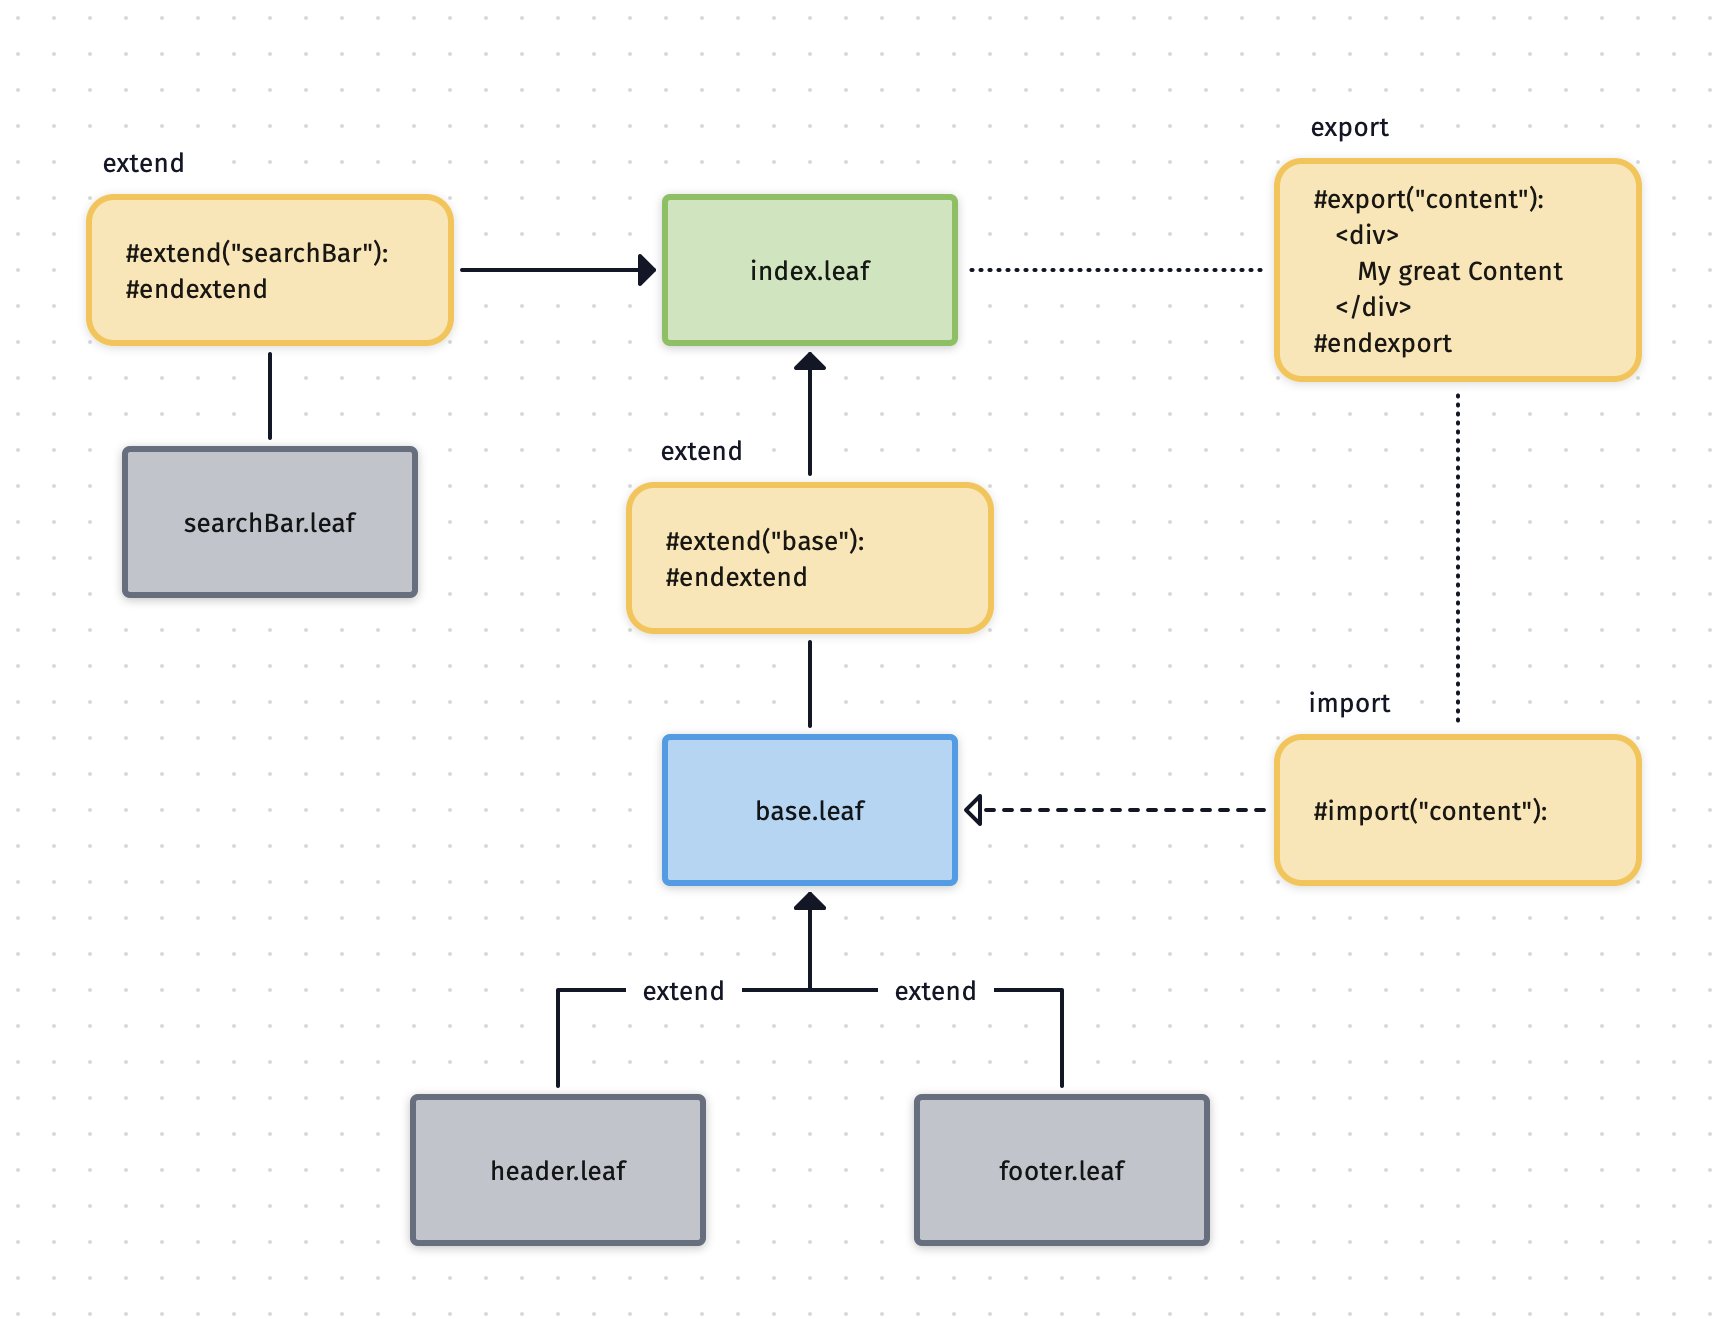 export
extend
#export("content"):
<div>
My great Content
</div>
#endexport
#extend("searchBar"):
#endextend
index.leaf
extend
searchBar.leaf
#extend("base"):
#endextend
import
base.leaf
#import("content"):
extend
extend
header.leaf
footer.leaf